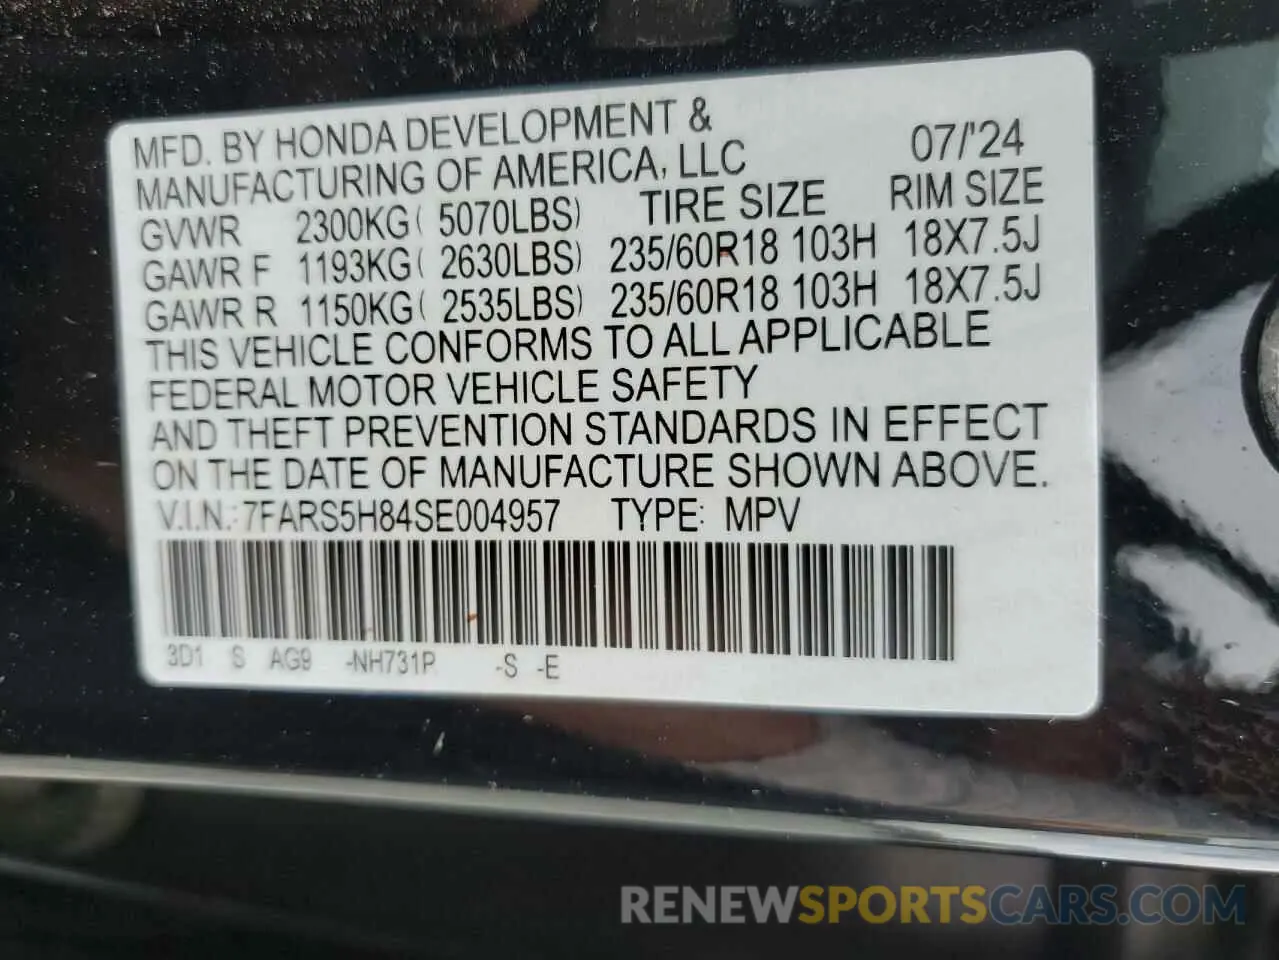 MFD. BY HONDA DEVELOPMENT &
MANUFACTURING OF AMERICA, LLC 07/'24
GVWR 2300KG( 5070LBS) TIRE SIZE RIM SIZE
GAWR F 1193KG( 2630LBS) 235/60R18 103H 18X7.5J
GAWR R 1150KG( 2535LBS) 235/60R18 103H 18X7.5J
THIS VEHICLE CONFORMS TO ALL APPLICABLE
FEDERAL MOTOR VEHICLE SAFETY
AND THEFT PREVENTION STANDARDS IN EFFECT
ON THE DATE OF MANUFACTURE SHOWN ABOVE.
V.I.N.: 7FARS5H84SE004957 TYPE: MPV
3D1 S AG9 -NH731P -S -E
RENEWSPORTSCARS.COM